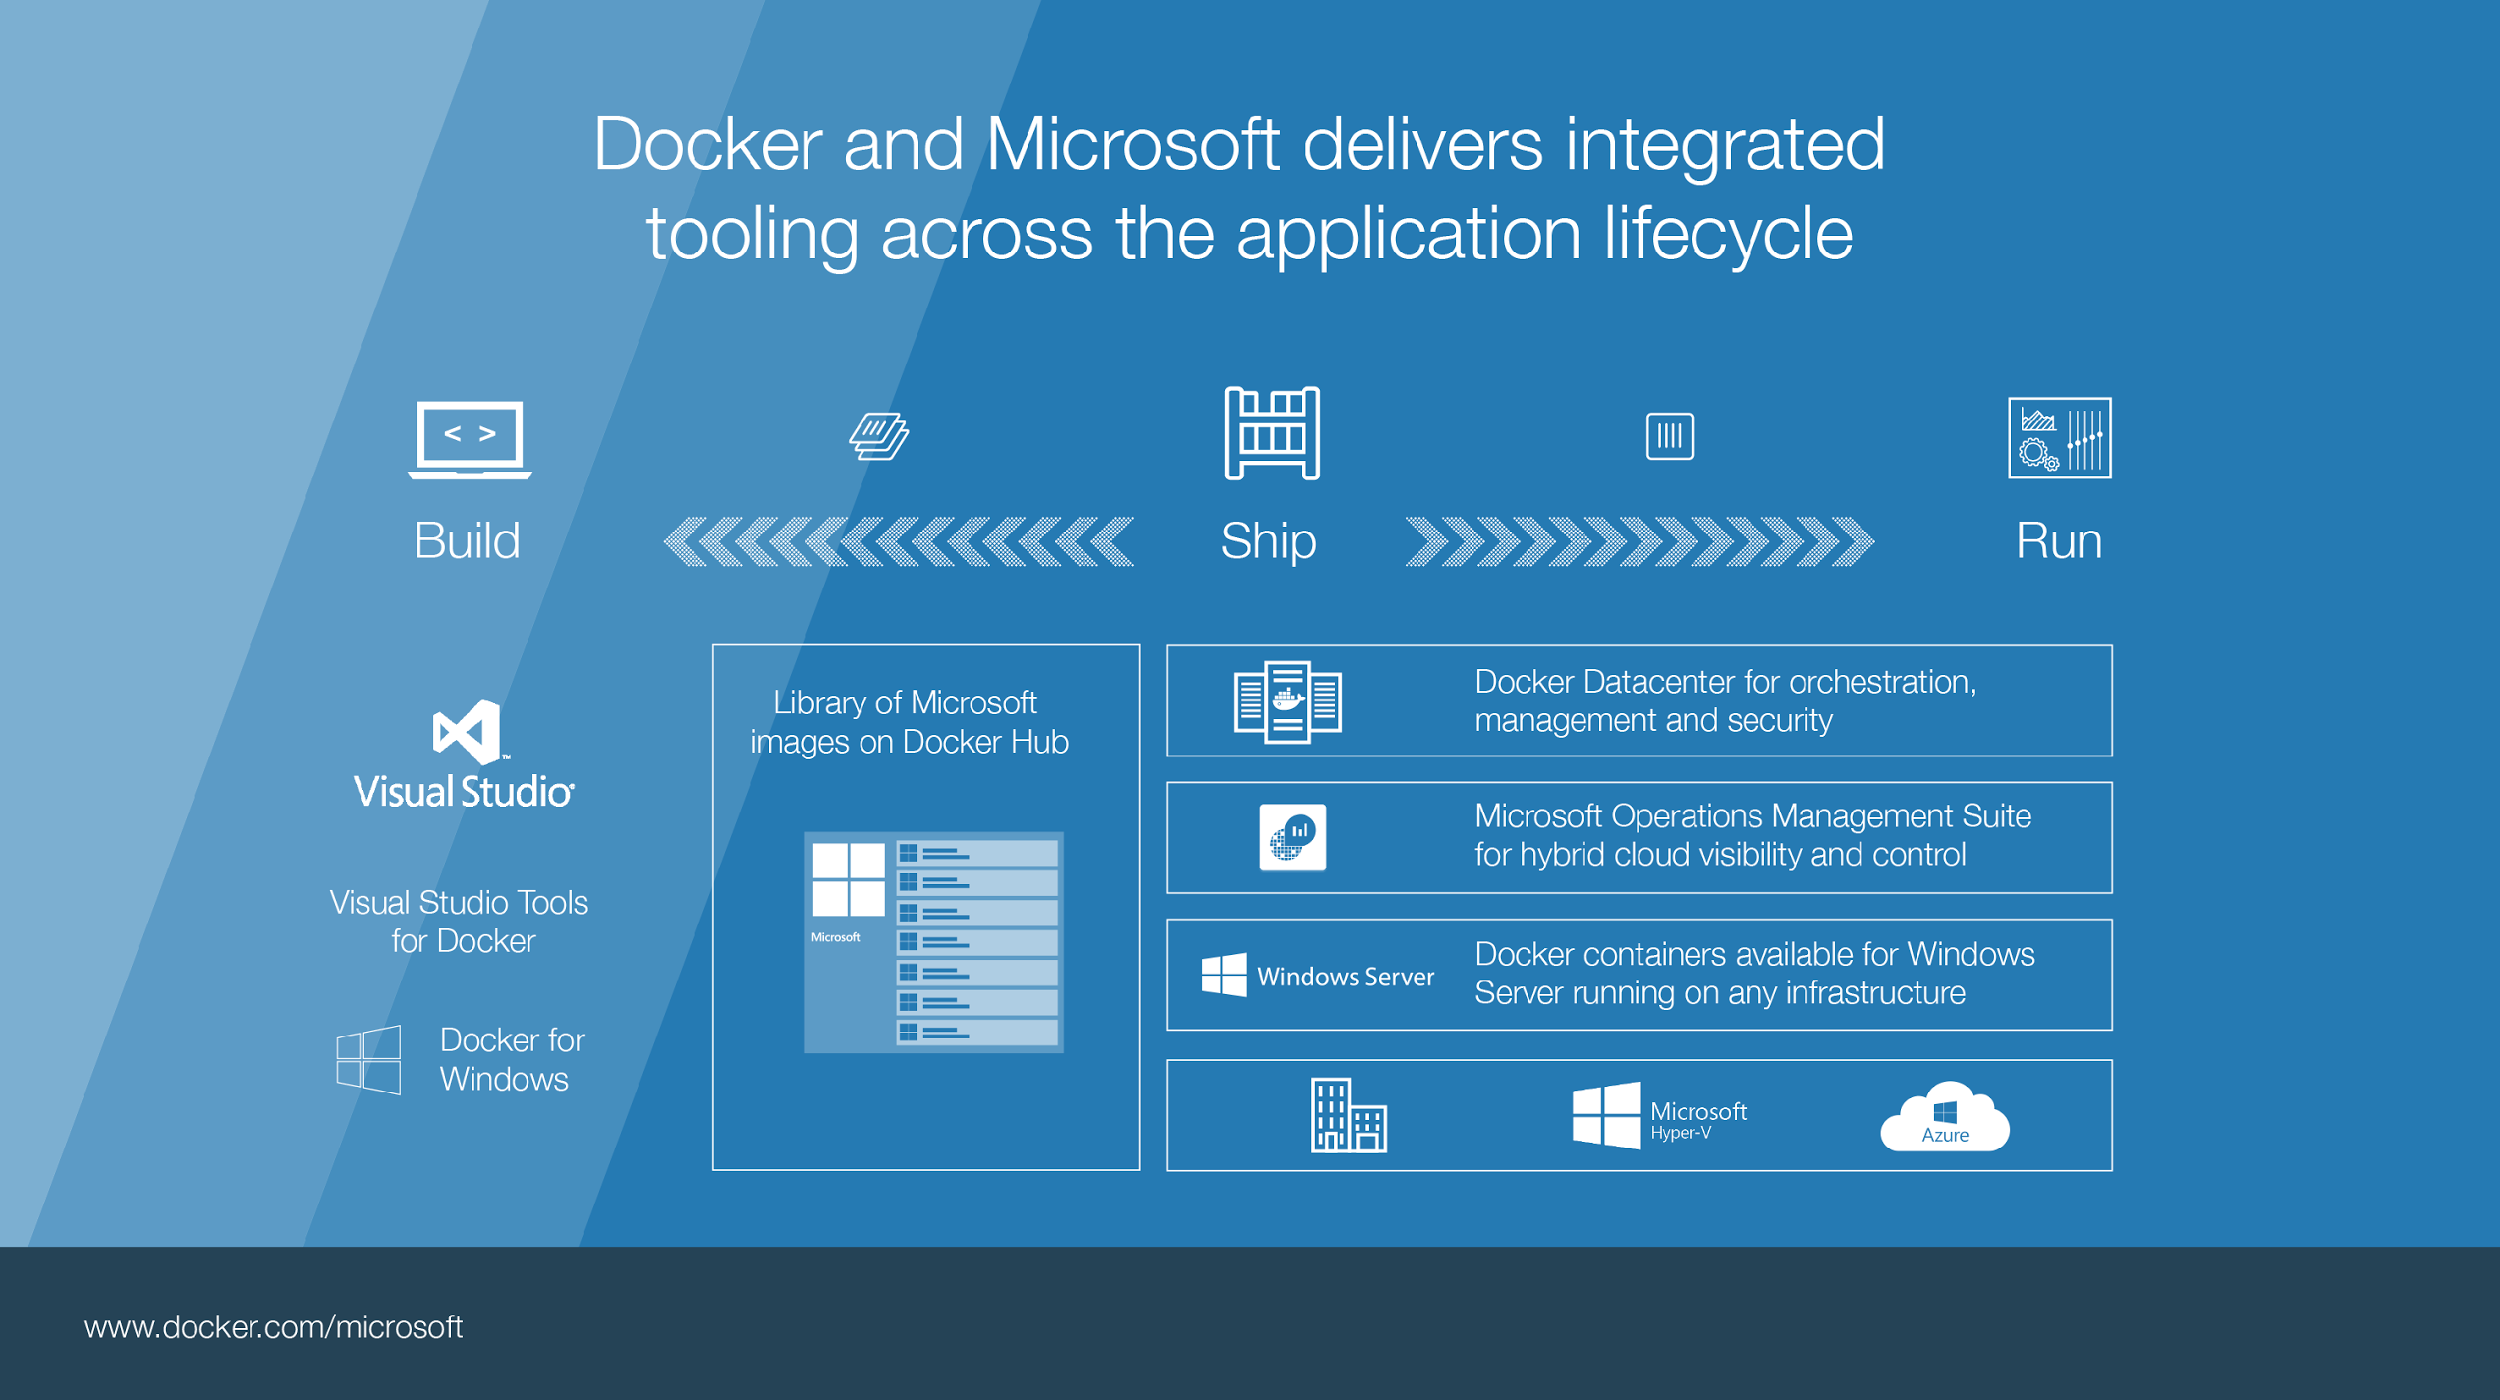 Docker and Microsoft delivers integrated
tooling across the application lifecycle
< >
Build
Ship
Run
Visual Studio
Visual Studio Tools
for Docker
Docker for
Windows
Library of Microsoft
images on Docker Hub
Microsoft
Docker Datacenter for orchestration,
management and security
Microsoft Operations Management Suite
for hybrid cloud visibility and control
Windows Server
Docker containers available for Windows
Server running on any infrastructure
Microsoft
Hyper-V
Azure
www.docker.com/microsoft